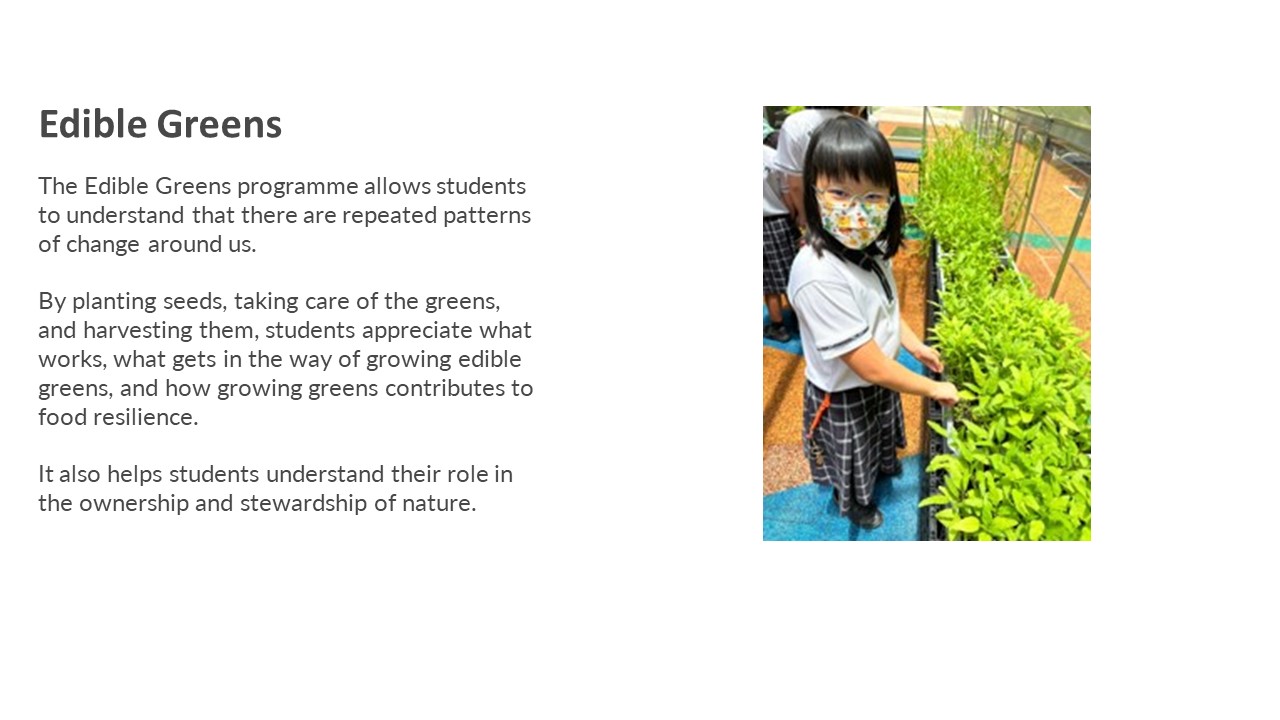 Edible Greens
The Edible Greens programme allows students
to understand that there are repeated patterns
of change around us.
By planting seeds, taking care of the greens,
and harvesting them, students appreciate what
works, what gets in the way of growing edible
greens, and how growing greens contributes to
food resilience.
It also helps students understand their role in
the ownership and stewardship of nature.